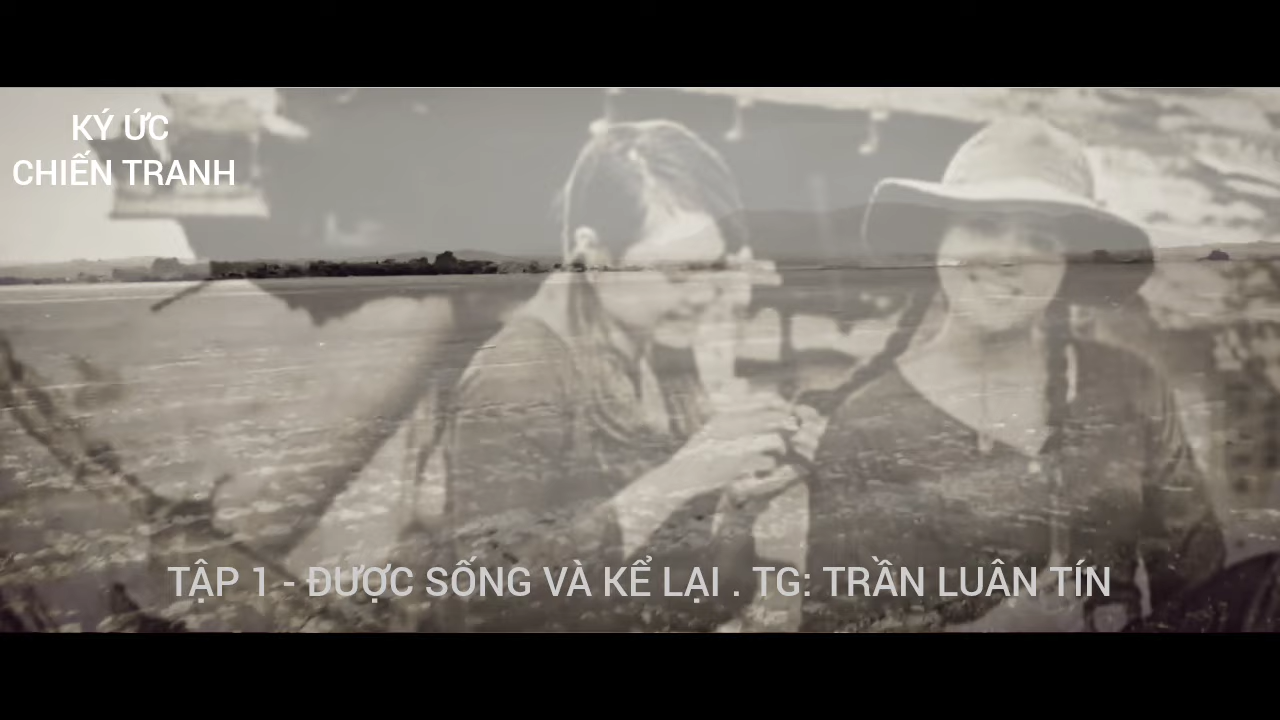 KÝ ỨC
CHIẾN TRANH
TẬP 1 - ĐƯỢC SỐNG VÀ KỂ LẠI . TG: TRẦN LUÂN TÍN